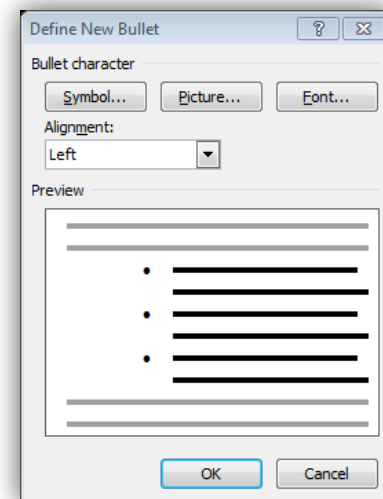 Define New Bullet
Bullet character
Symbol... Picture... Font...
Alignment:
Left
Preview
OK Cancel